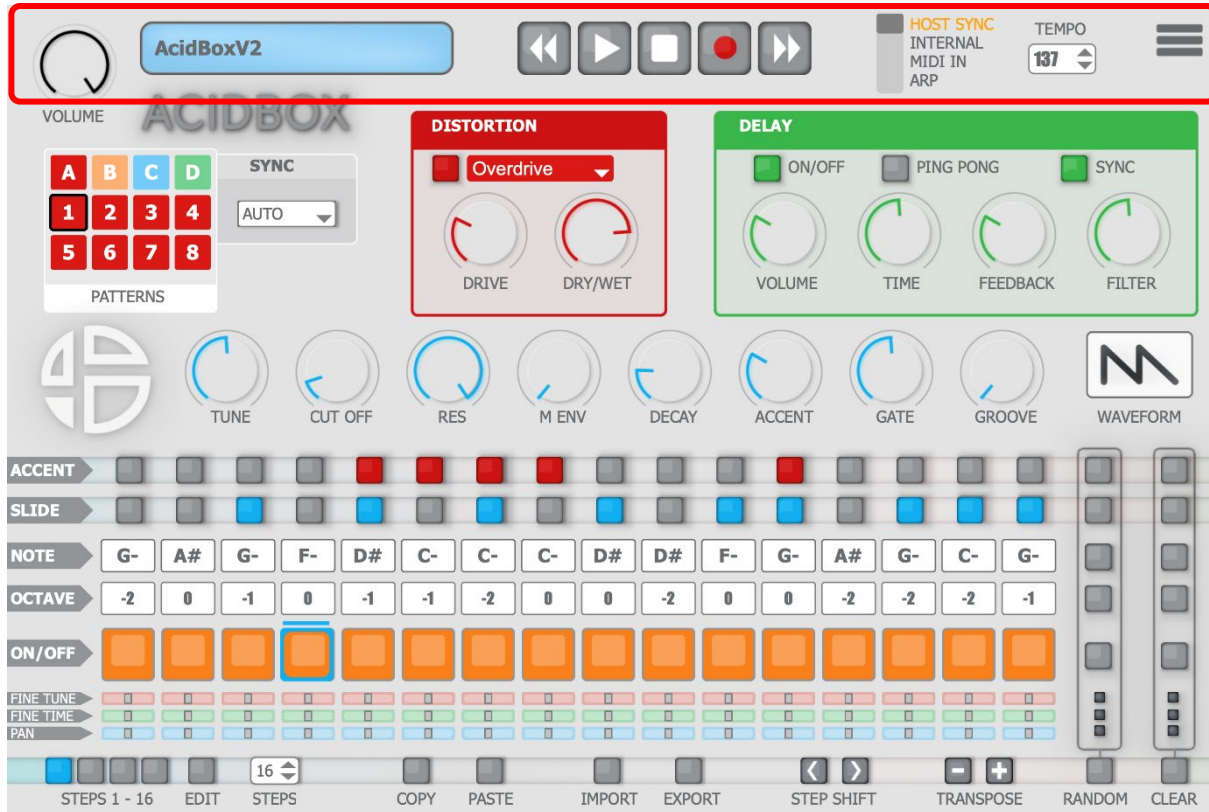 AcidBoxV2
HOST SYNC
INTERNAL
MIDI IN
ARP
TEMPO
137
VOLUME
ACIDBOX
DISTORTION
Overdrive
DRIVE DRY/WET
DELAY
ON/OFF PING PONG SYNC
VOLUME TIME FEEDBACK FILTER
A B C D
1 2 3 4
5 6 7 8
PATTERNS
SYNC
AUTO
TUNE CUT OFF RES M ENV DECAY ACCENT GATE GROOVE WAVEFORM
ACCENT
SLIDE
NOTE G- A# G- F- D# C- C- C- D# D# F- G- A# G- C- G-
OCTAVE -2 0 -1 0 -1 -1 -2 0 0 -2 0 0 -2 -2 -2 -1
ON/OFF
FINE TUNE
FINE TIME
PAN
16
STEPS 1 - 16 EDIT STEPS COPY PASTE IMPORT EXPORT STEP SHIFT TRANSPOSE RANDOM CLEAR